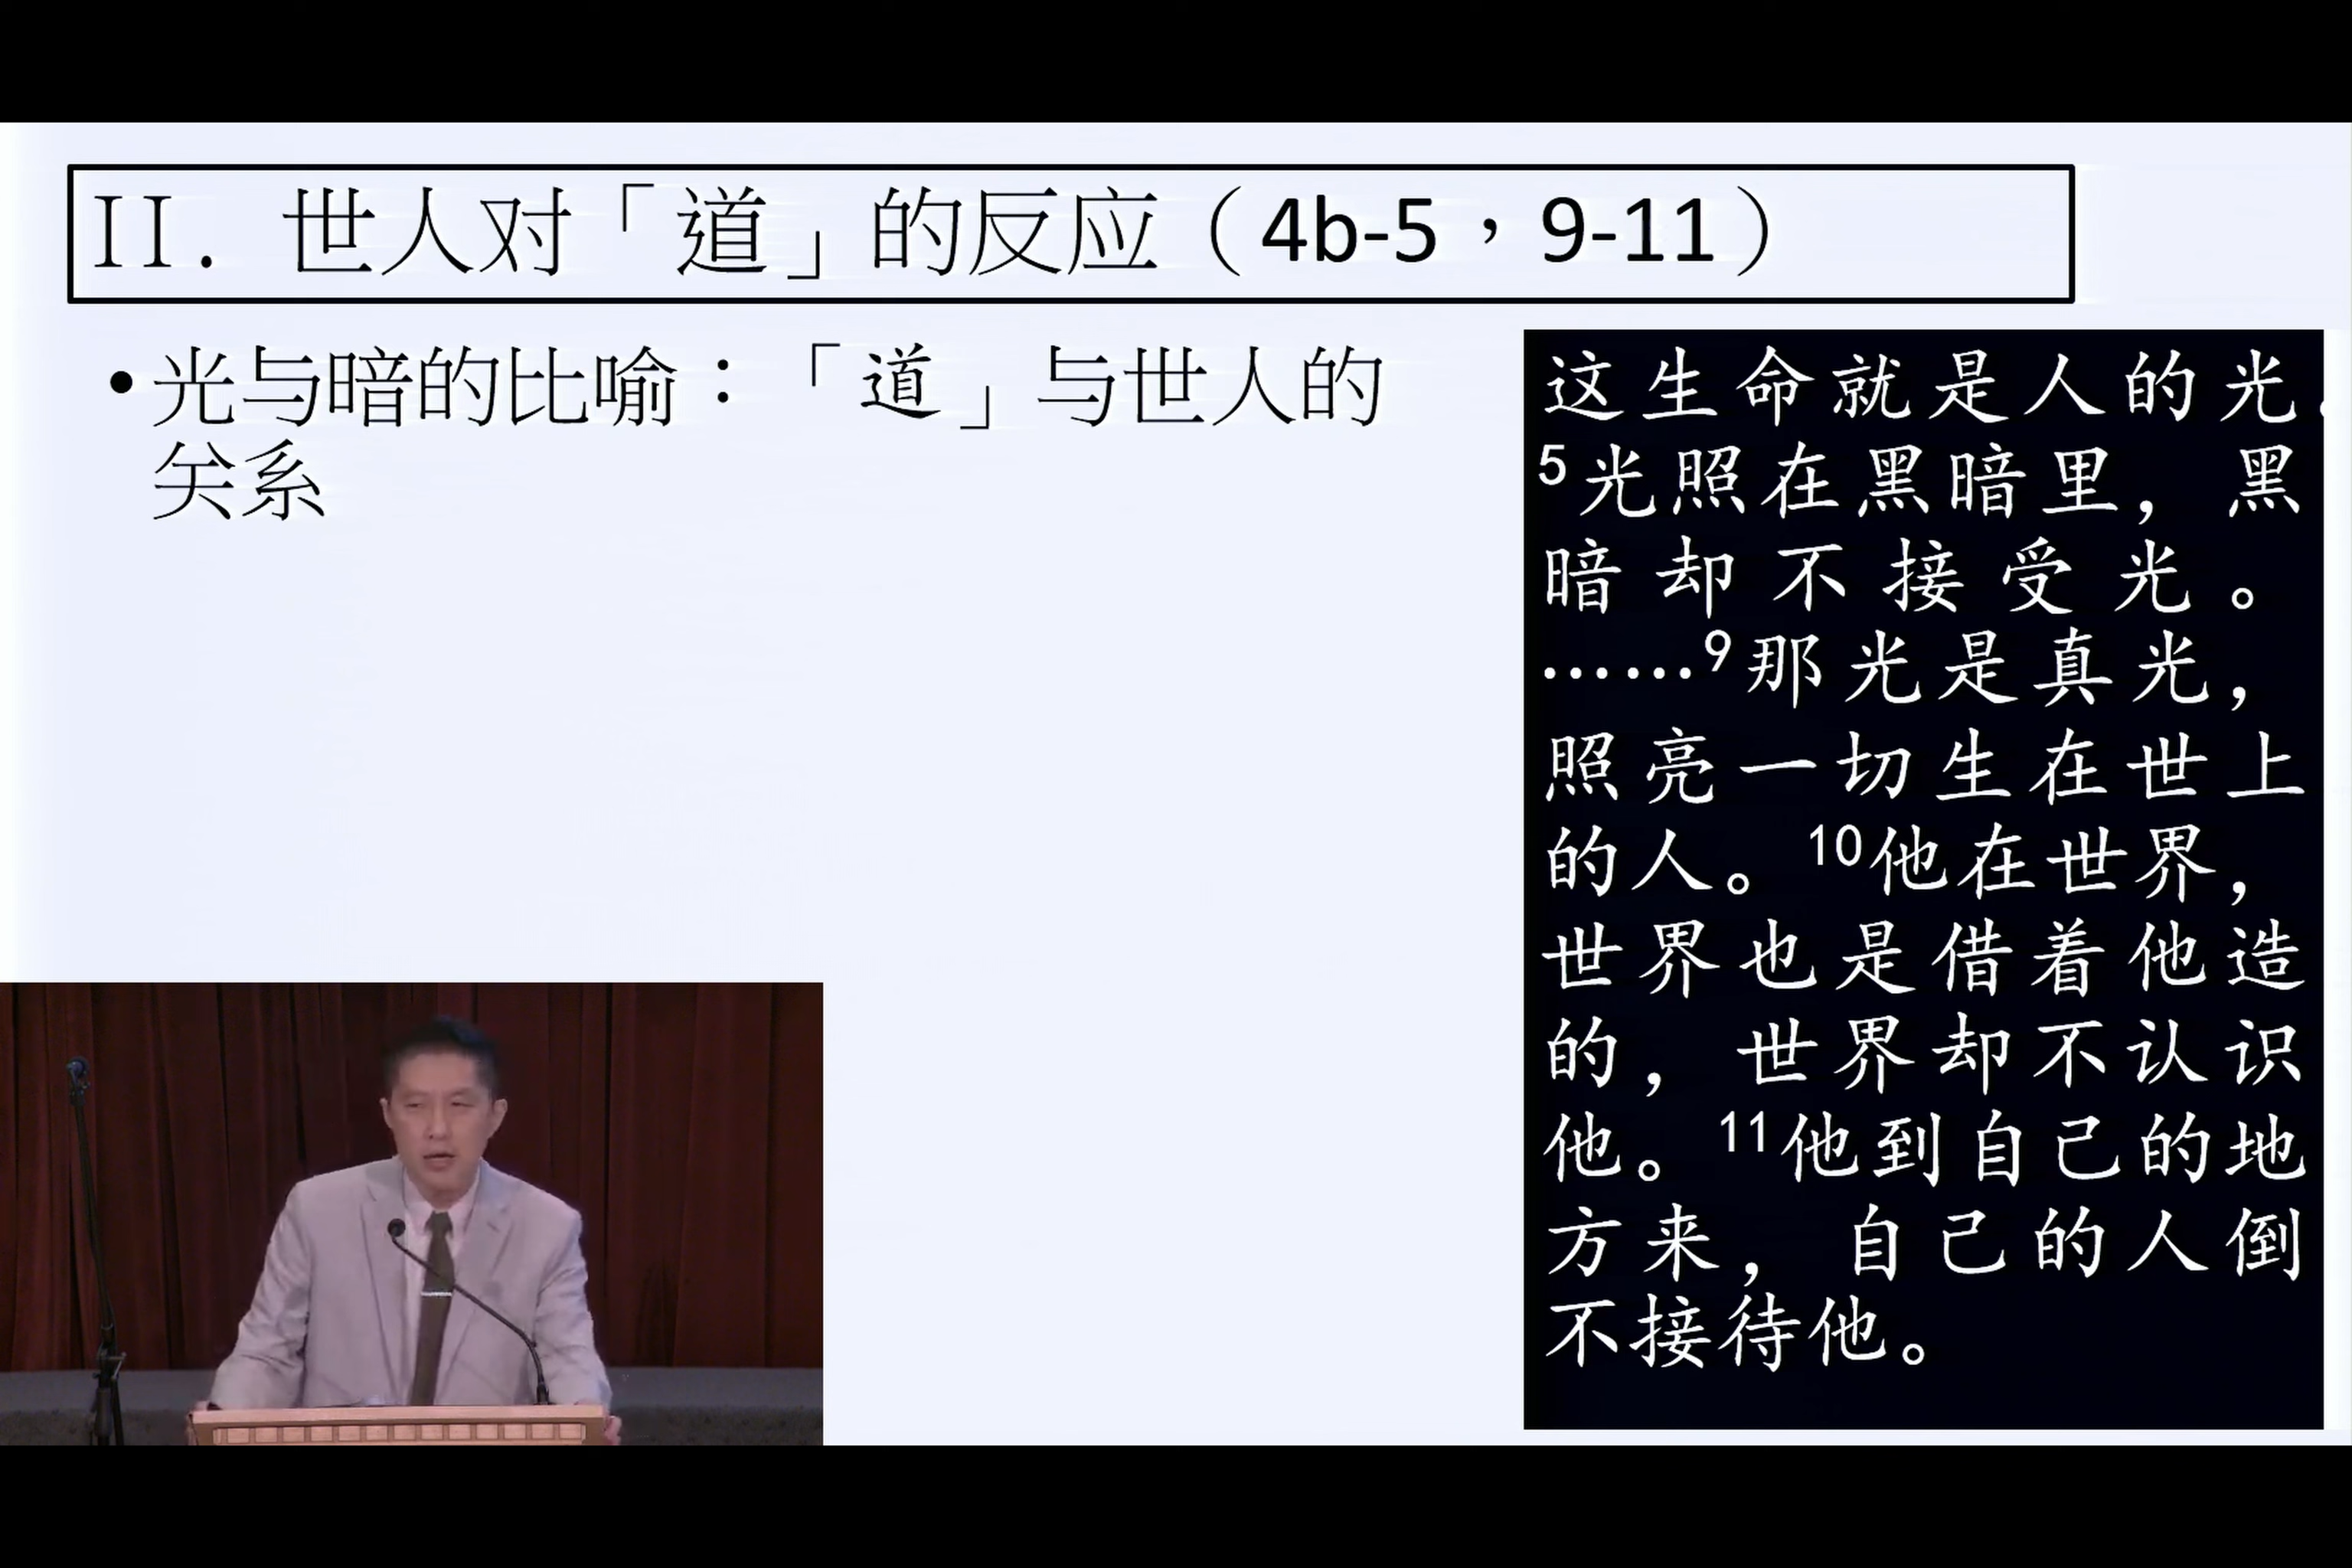 II. 世人对「道」的反应（4b-5，9-11）
•光与暗的比喻：「道」与世人的
关系
这生命就是人的光.
5光照在黑暗里，黑
暗却不接受光。
……9那光是真光，
照亮一切生在世上
的人。10他在世界，
世界也是借着他造
的，世界却不认识
他。11他到自己的地
方来，自己的人倒
不接待他。